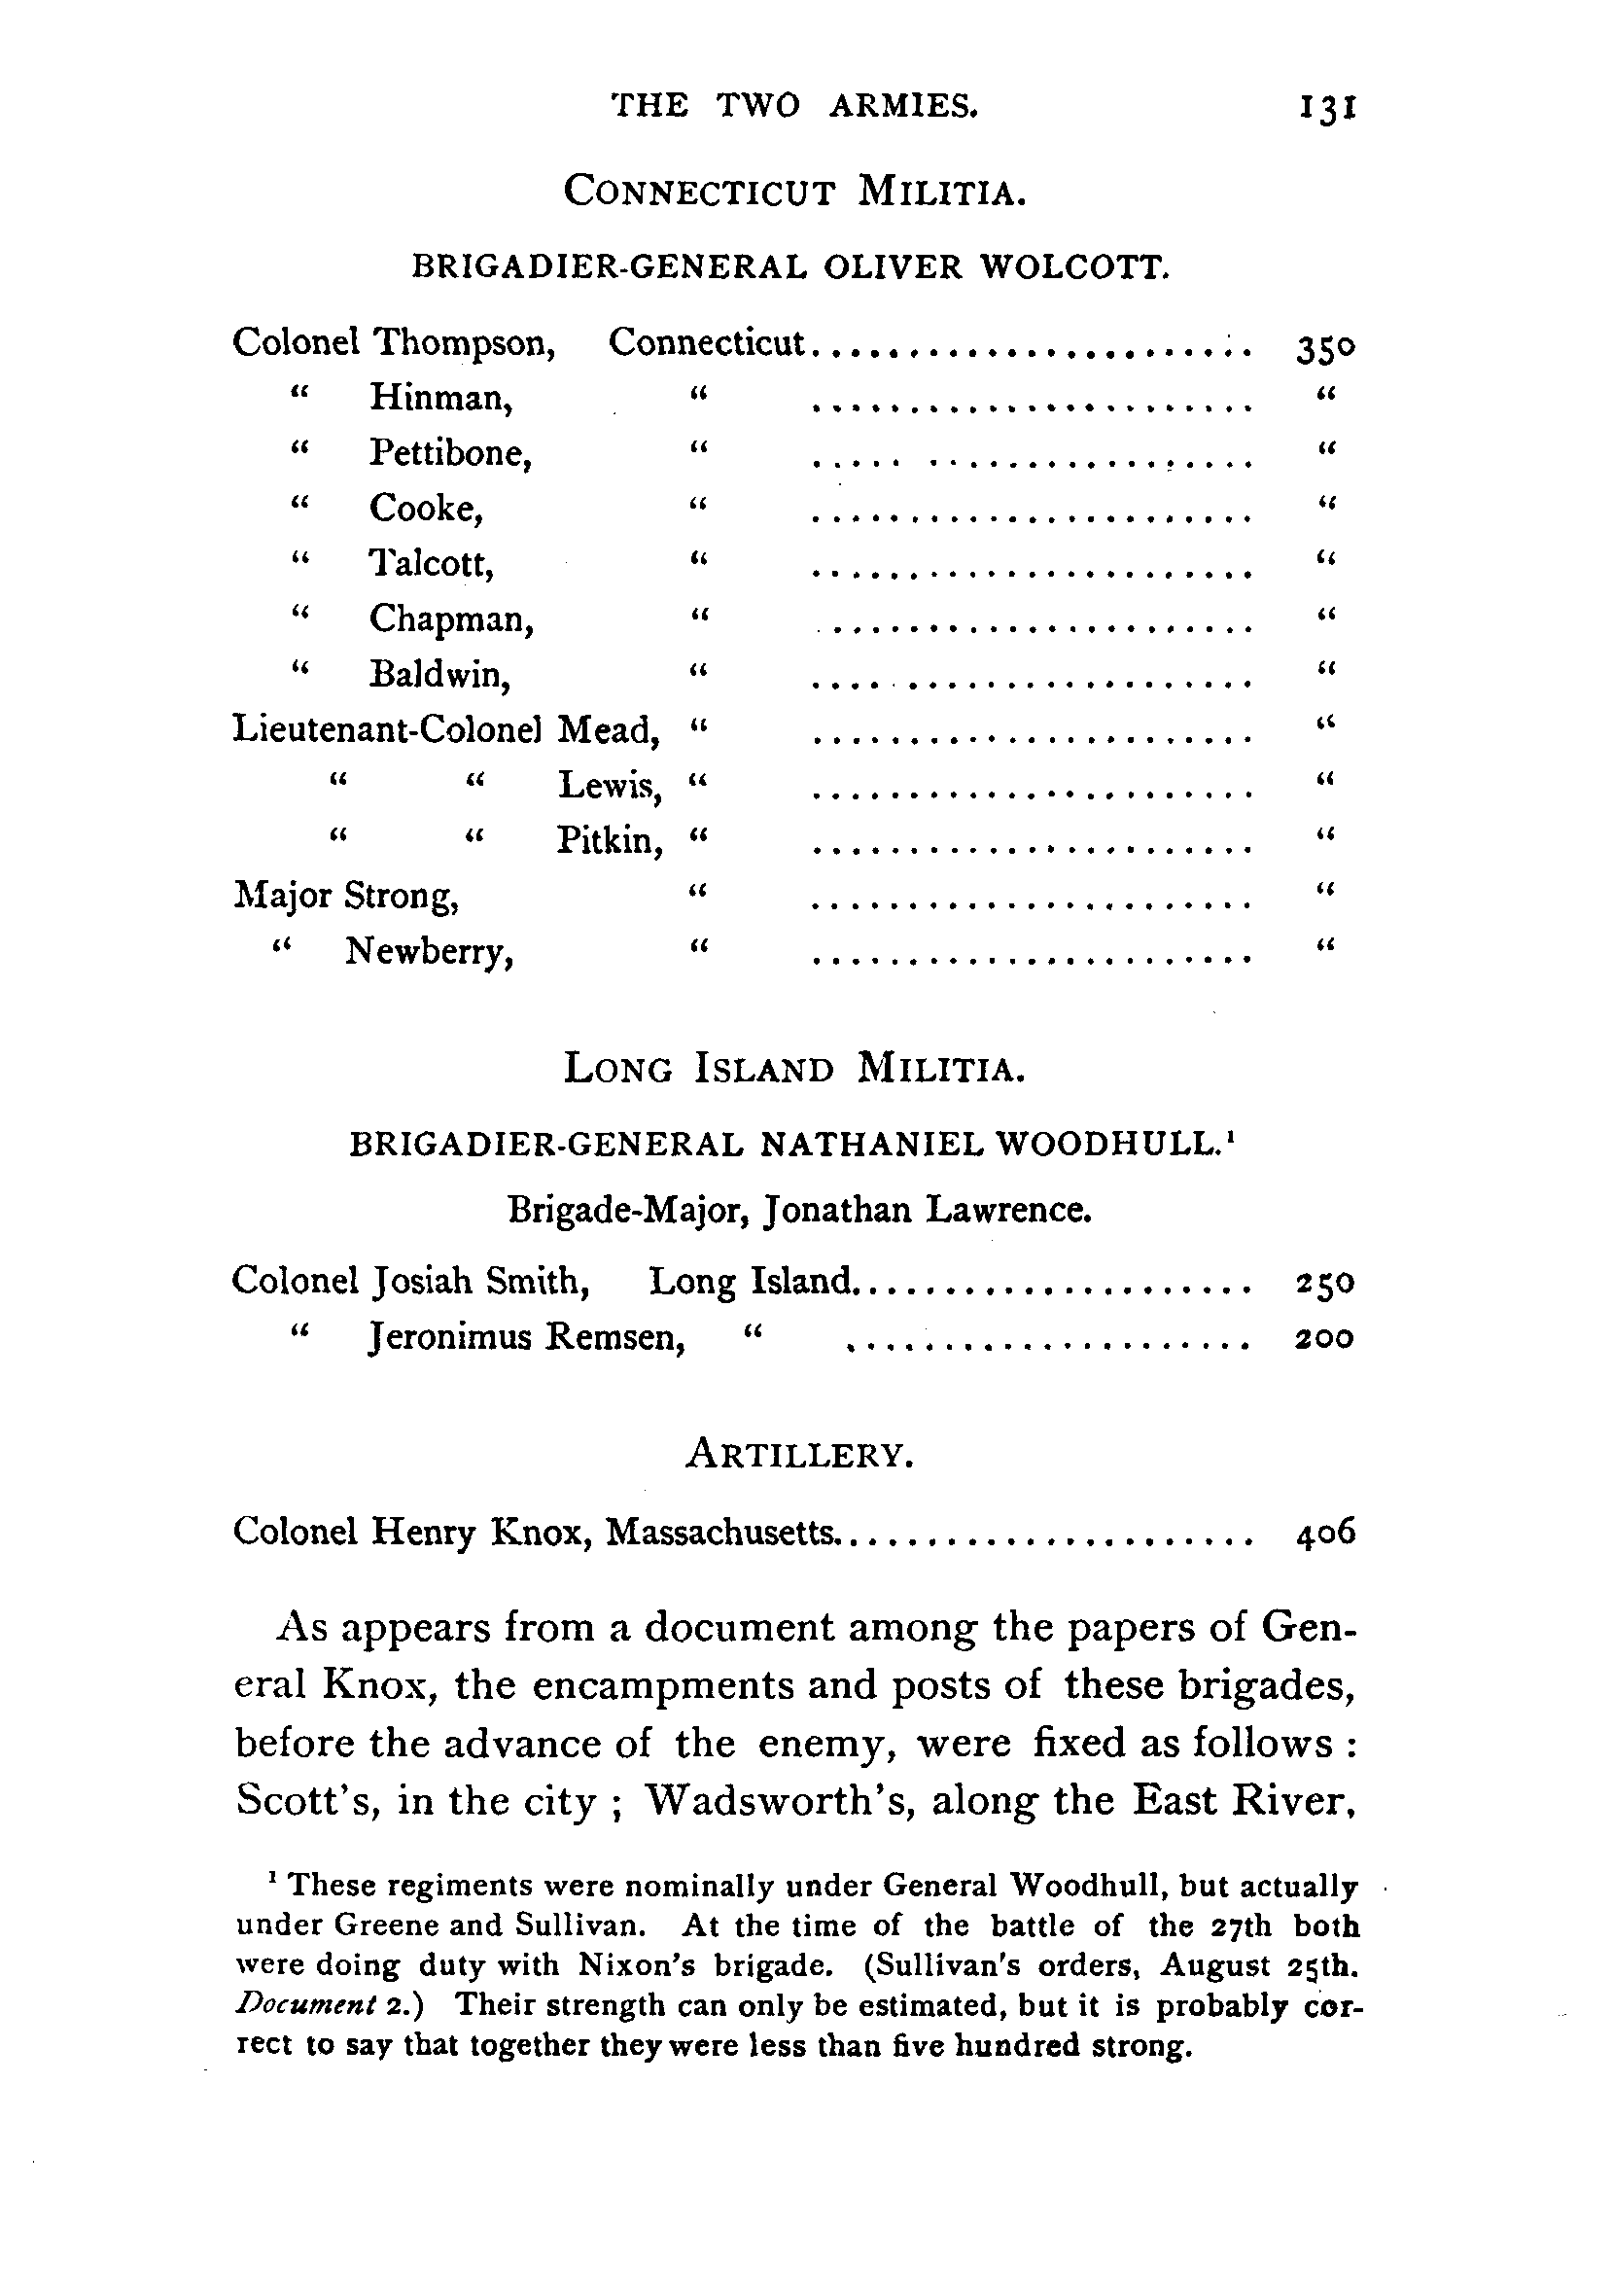 THE TWO ARMIES. 131
CONNECTICUT MILITIA.
BRIGADIER-GENERAL OLIVER WOLCOTT.
Colonel Thompson, Connecticut....................... 350
“ Hinman, “ ....................... “
“ Pettibone, “ ....................... “
“ Cooke, “ ....................... “
“ Talcott, “ ....................... “
“ Chapman, “ ....................... “
“ Baldwin, “ ....................... “
Lieutenant-Colonel Mead, “ ....................... “
“ “ Lewis, “ ....................... “
“ “ Pitkin, “ ....................... “
Major Strong, “ ....................... “
“ Newberry, “ ....................... “
LONG ISLAND MILITIA.
BRIGADIER-GENERAL NATHANIEL WOODHULL.¹
Brigade-Major, Jonathan Lawrence.
Colonel Josiah Smith, Long Island..................... 250
“ Jeronimus Remsen, “ ..................... 200
ARTILLERY.
Colonel Henry Knox, Massachusetts...................... 406
As appears from a document among the papers of Gen-
eral Knox, the encampments and posts of these brigades,
before the advance of the enemy, were fixed as follows :
Scott's, in the city ; Wadsworth's, along the East River,
¹ These regiments were nominally under General Woodhull, but actually
under Greene and Sullivan. At the time of the battle of the 27th both
were doing duty with Nixon's brigade. (Sullivan's orders, August 25th.
Document 2.) Their strength can only be estimated, but it is probably cor-
rect to say that together they were less than five hundred strong.